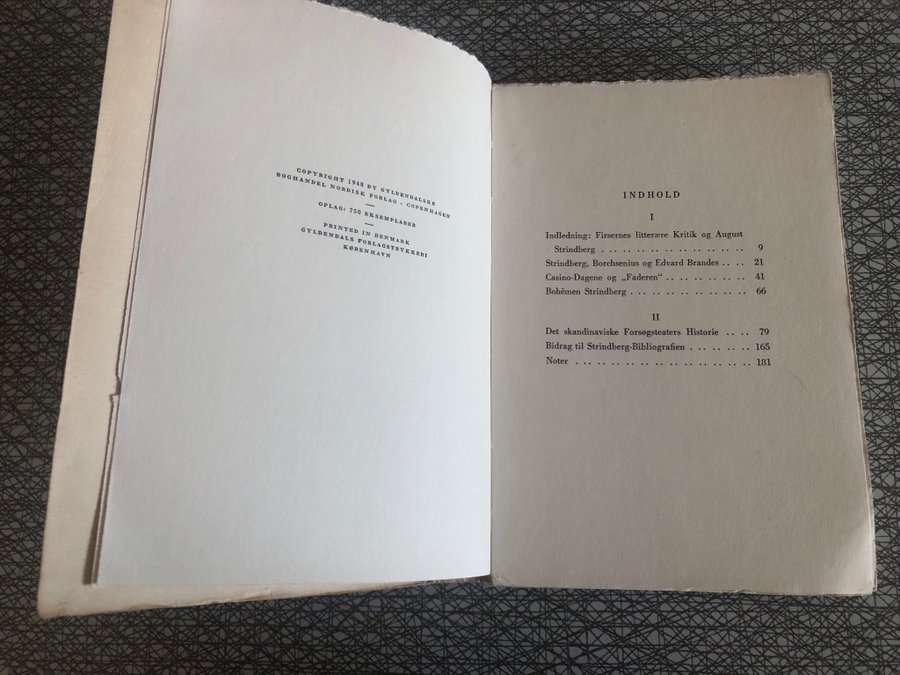 COPYRIGHT 1948 BY GYLDENDALSKE
BOGHANDEL NORDISK FORLAG - COPENHAGEN
OPLAG: 750 EKSEMPLARER
PRINTED IN DENMARK
GYLDENDALS FORLAGSTRYKKERI
KØBENHAVN
INDHOLD
I
Indledning: Firsernes litterære Kritik og August
Strindberg . . . . . . . . . . . . . . . . . . 9
Strindberg, Borchsenius og Edvard Brandes . . . . 21
Casino-Dagene og „Faderen“ . . . . . . . . . . . . 41
Bohêmen Strindberg . . . . . . . . . . . . . . . 66
II
Det skandinaviske Forsøgsteaters Historie . . . . 79
Bidrag til Strindberg-Bibliografien . . . . . . . . 165
Noter . . . . . . . . . . . . . . . . . . . . . 181